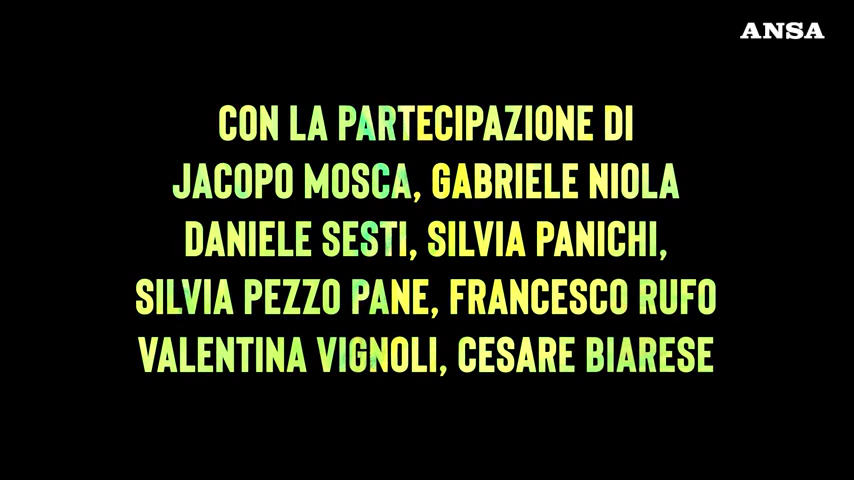 ANSA
CON LA PARTECIPAZIONE DI
JACOPO MOSCA, GABRIELE NIOLA
DANIELE SESTI, SILVIA PANICHI,
SILVIA PEZZO PANE, FRANCESCO RUFO
VALENTINA VIGNOLI, CESARE BIARESE